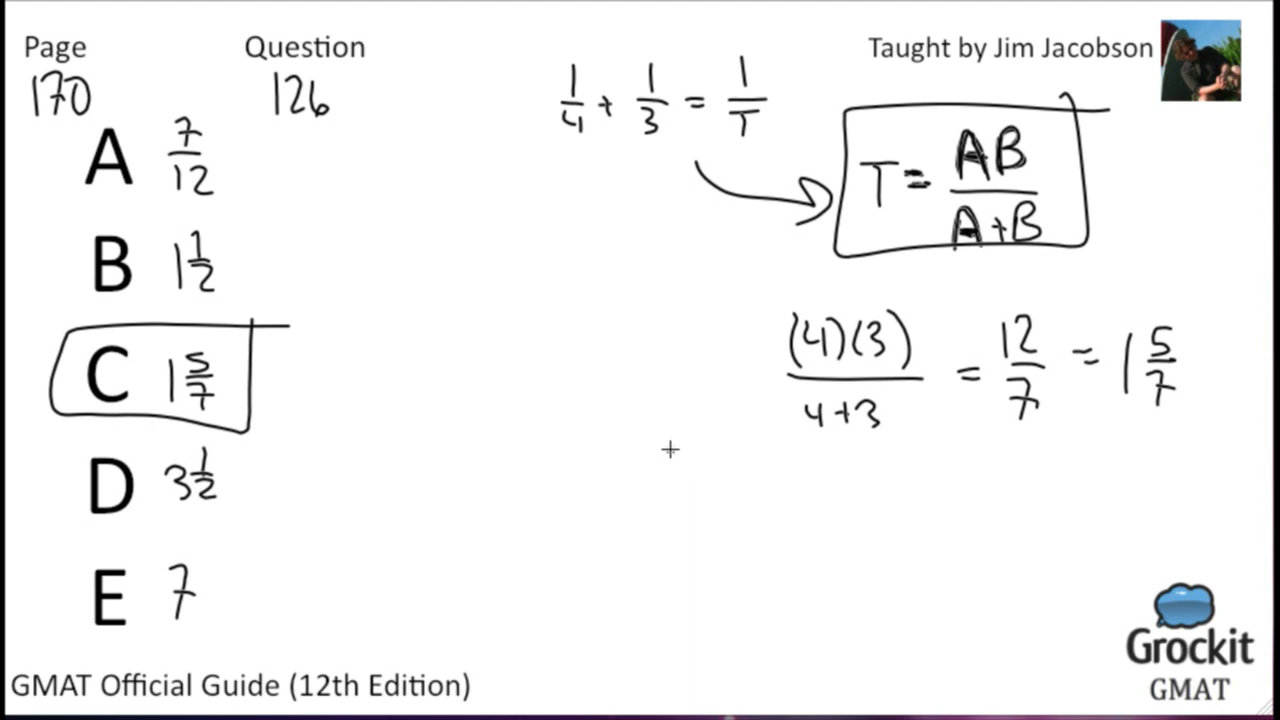 Page Question Taught by Jim Jacobson
170 126
1/4 + 1/3 = 1/T
T = AB/A+B
A 7/12
B 1 1/2
C 1 5/7
(4)(3)/4+3 = 12/7 = 1 5/7
D 3 1/2
E 7
Grockit
GMAT
GMAT Official Guide (12th Edition)